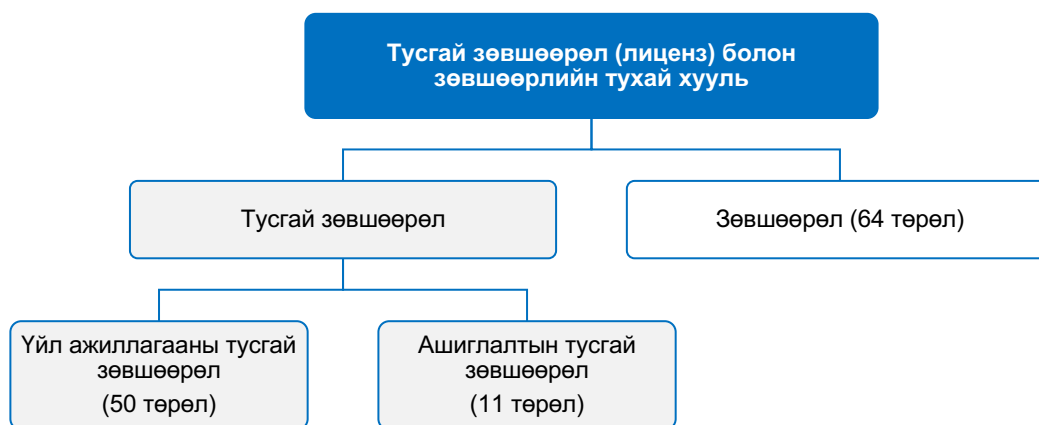 Тусгай зөвшөөрөл (лиценз) болон
зөвшөөрлийн тухай хууль
Тусгай зөвшөөрөл
Зөвшөөрөл (64 төрөл)
Үйл ажиллагааны тусгай
зөвшөөрөл
(50 төрөл)
Ашиглалтын тусгай
зөвшөөрөл
(11 төрөл)